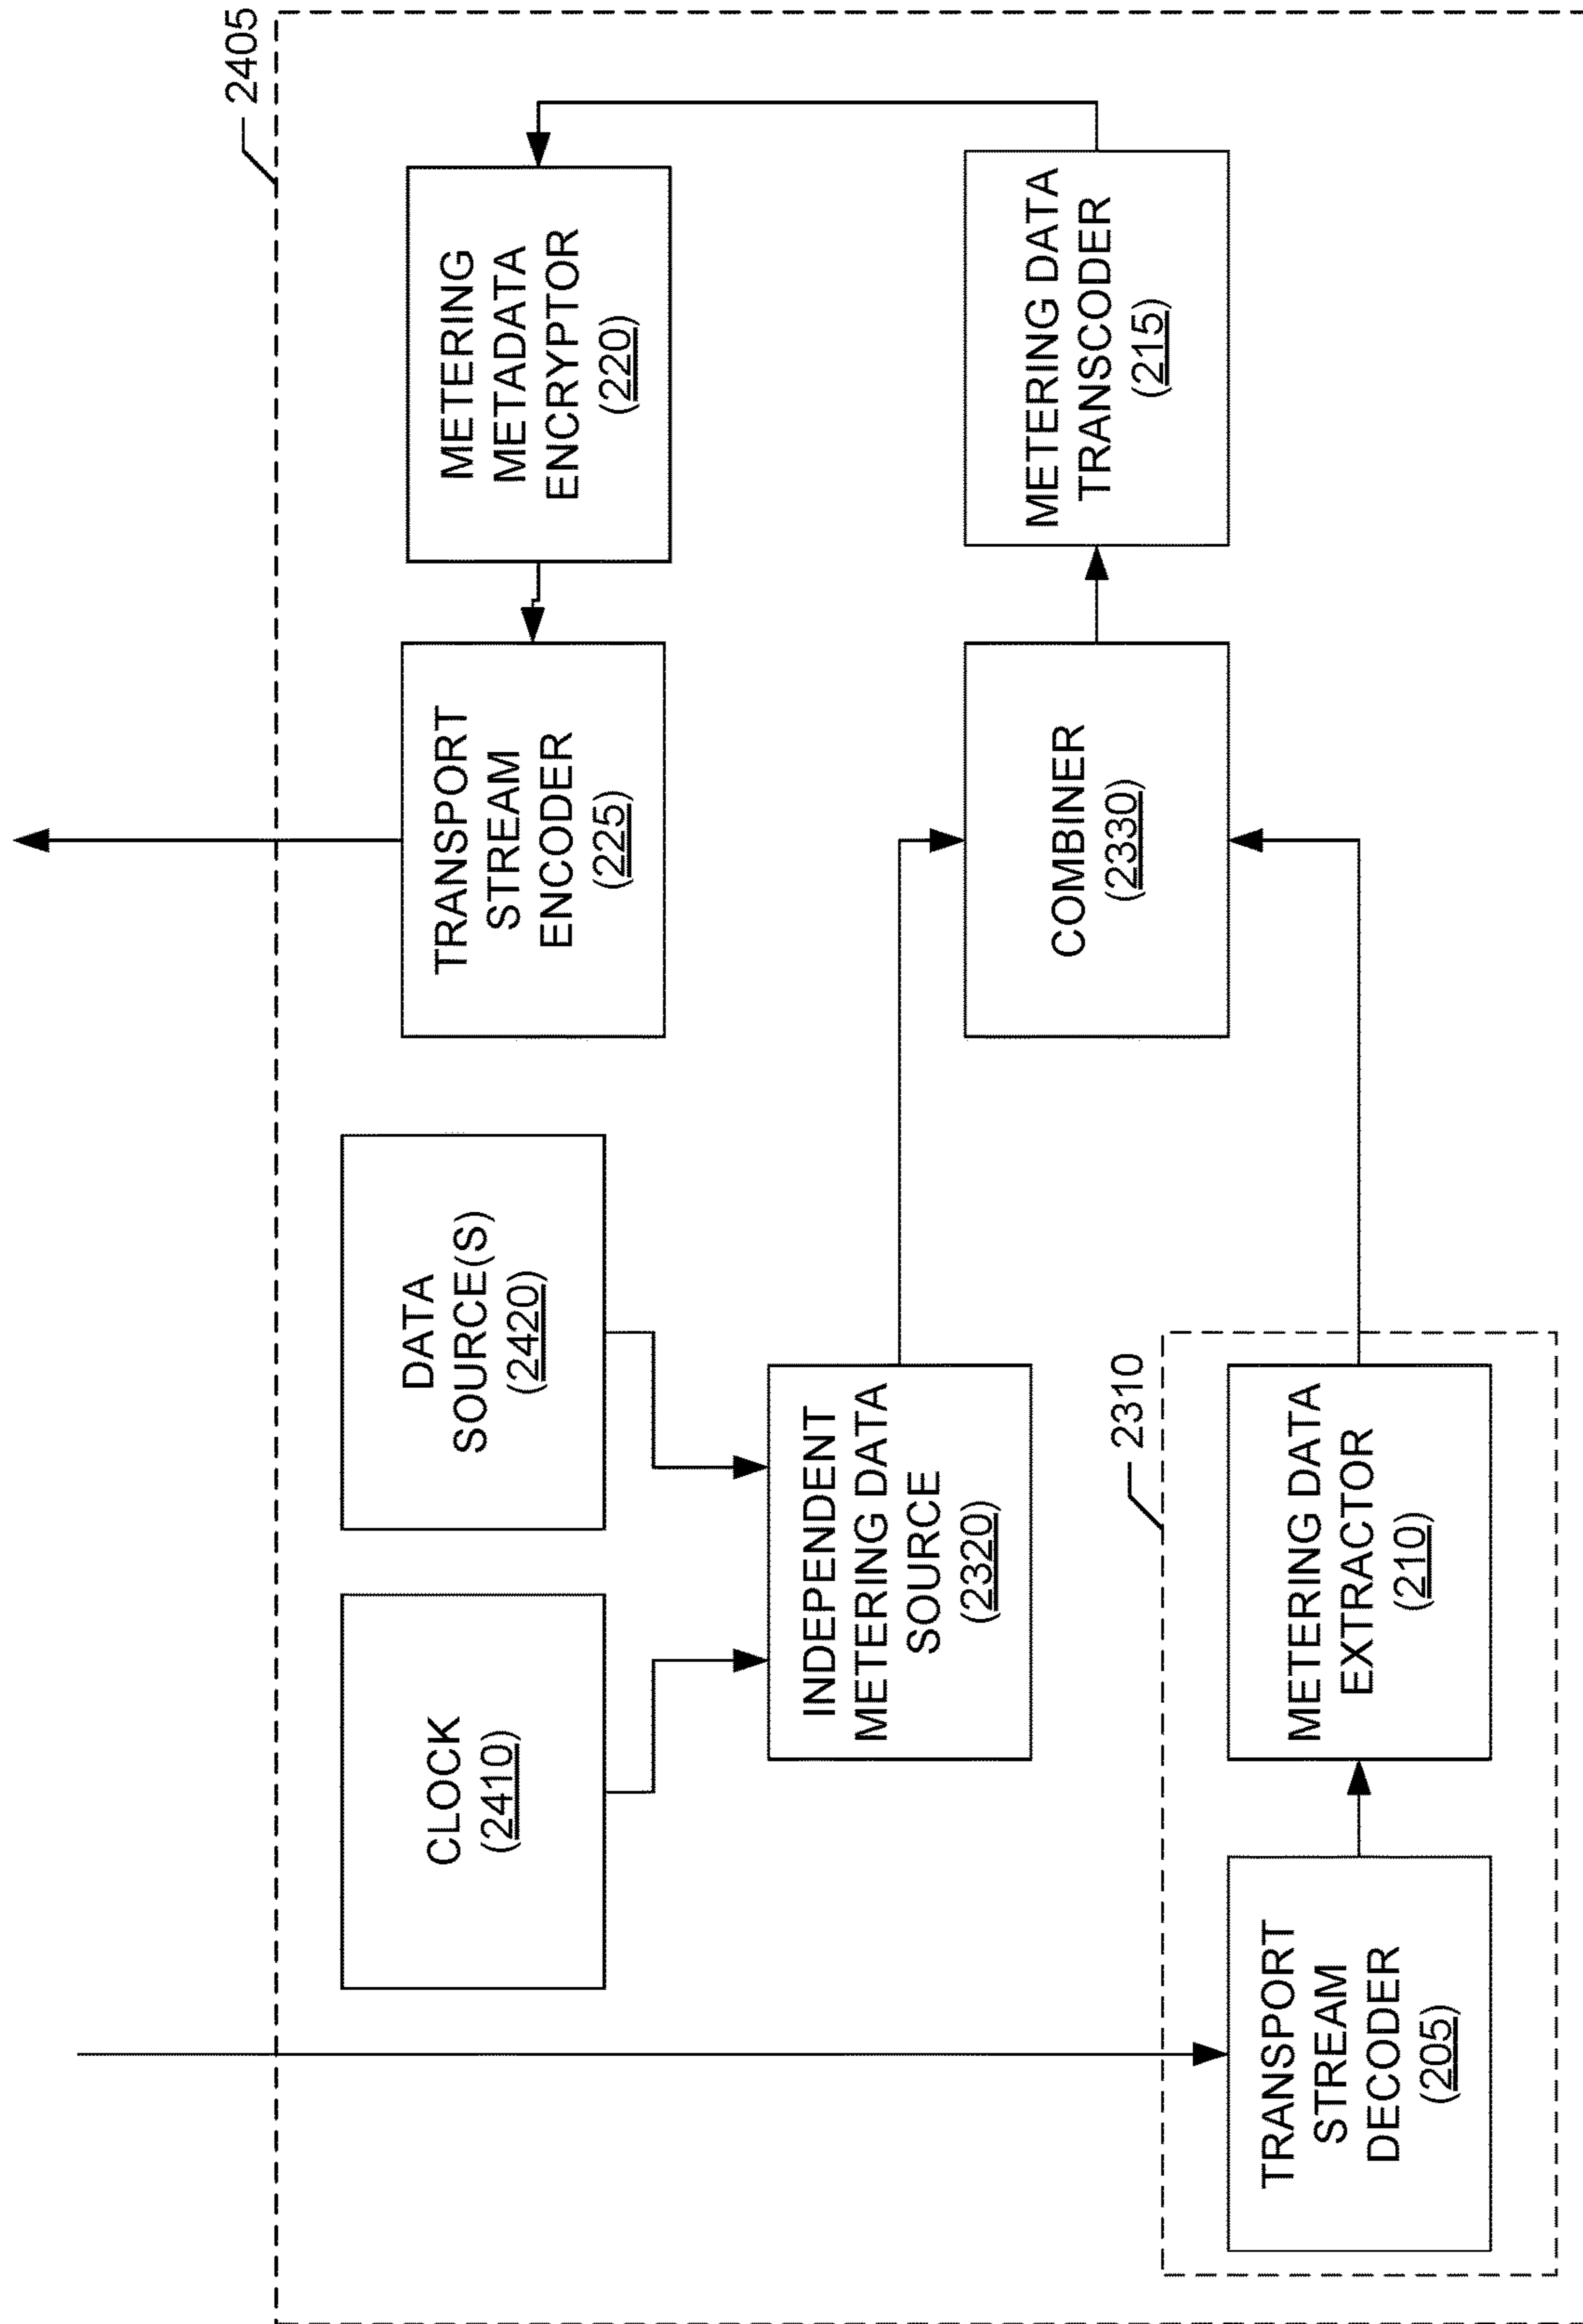 2405
CLOCK
(2410)
DATA
SOURCE(S)
(2420)
TRANSPORT
STREAM
ENCODER
(225)
METERING
METADATA
ENCRYPTOR
(220)
INDEPENDENT
METERING DATA
SOURCE
(2320)
COMBINER
(2330)
METERING DATA
TRANSCODER
(215)
2310
TRANSPORT
STREAM
DECODER
(205)
METERING DATA
EXTRACTOR
(210)